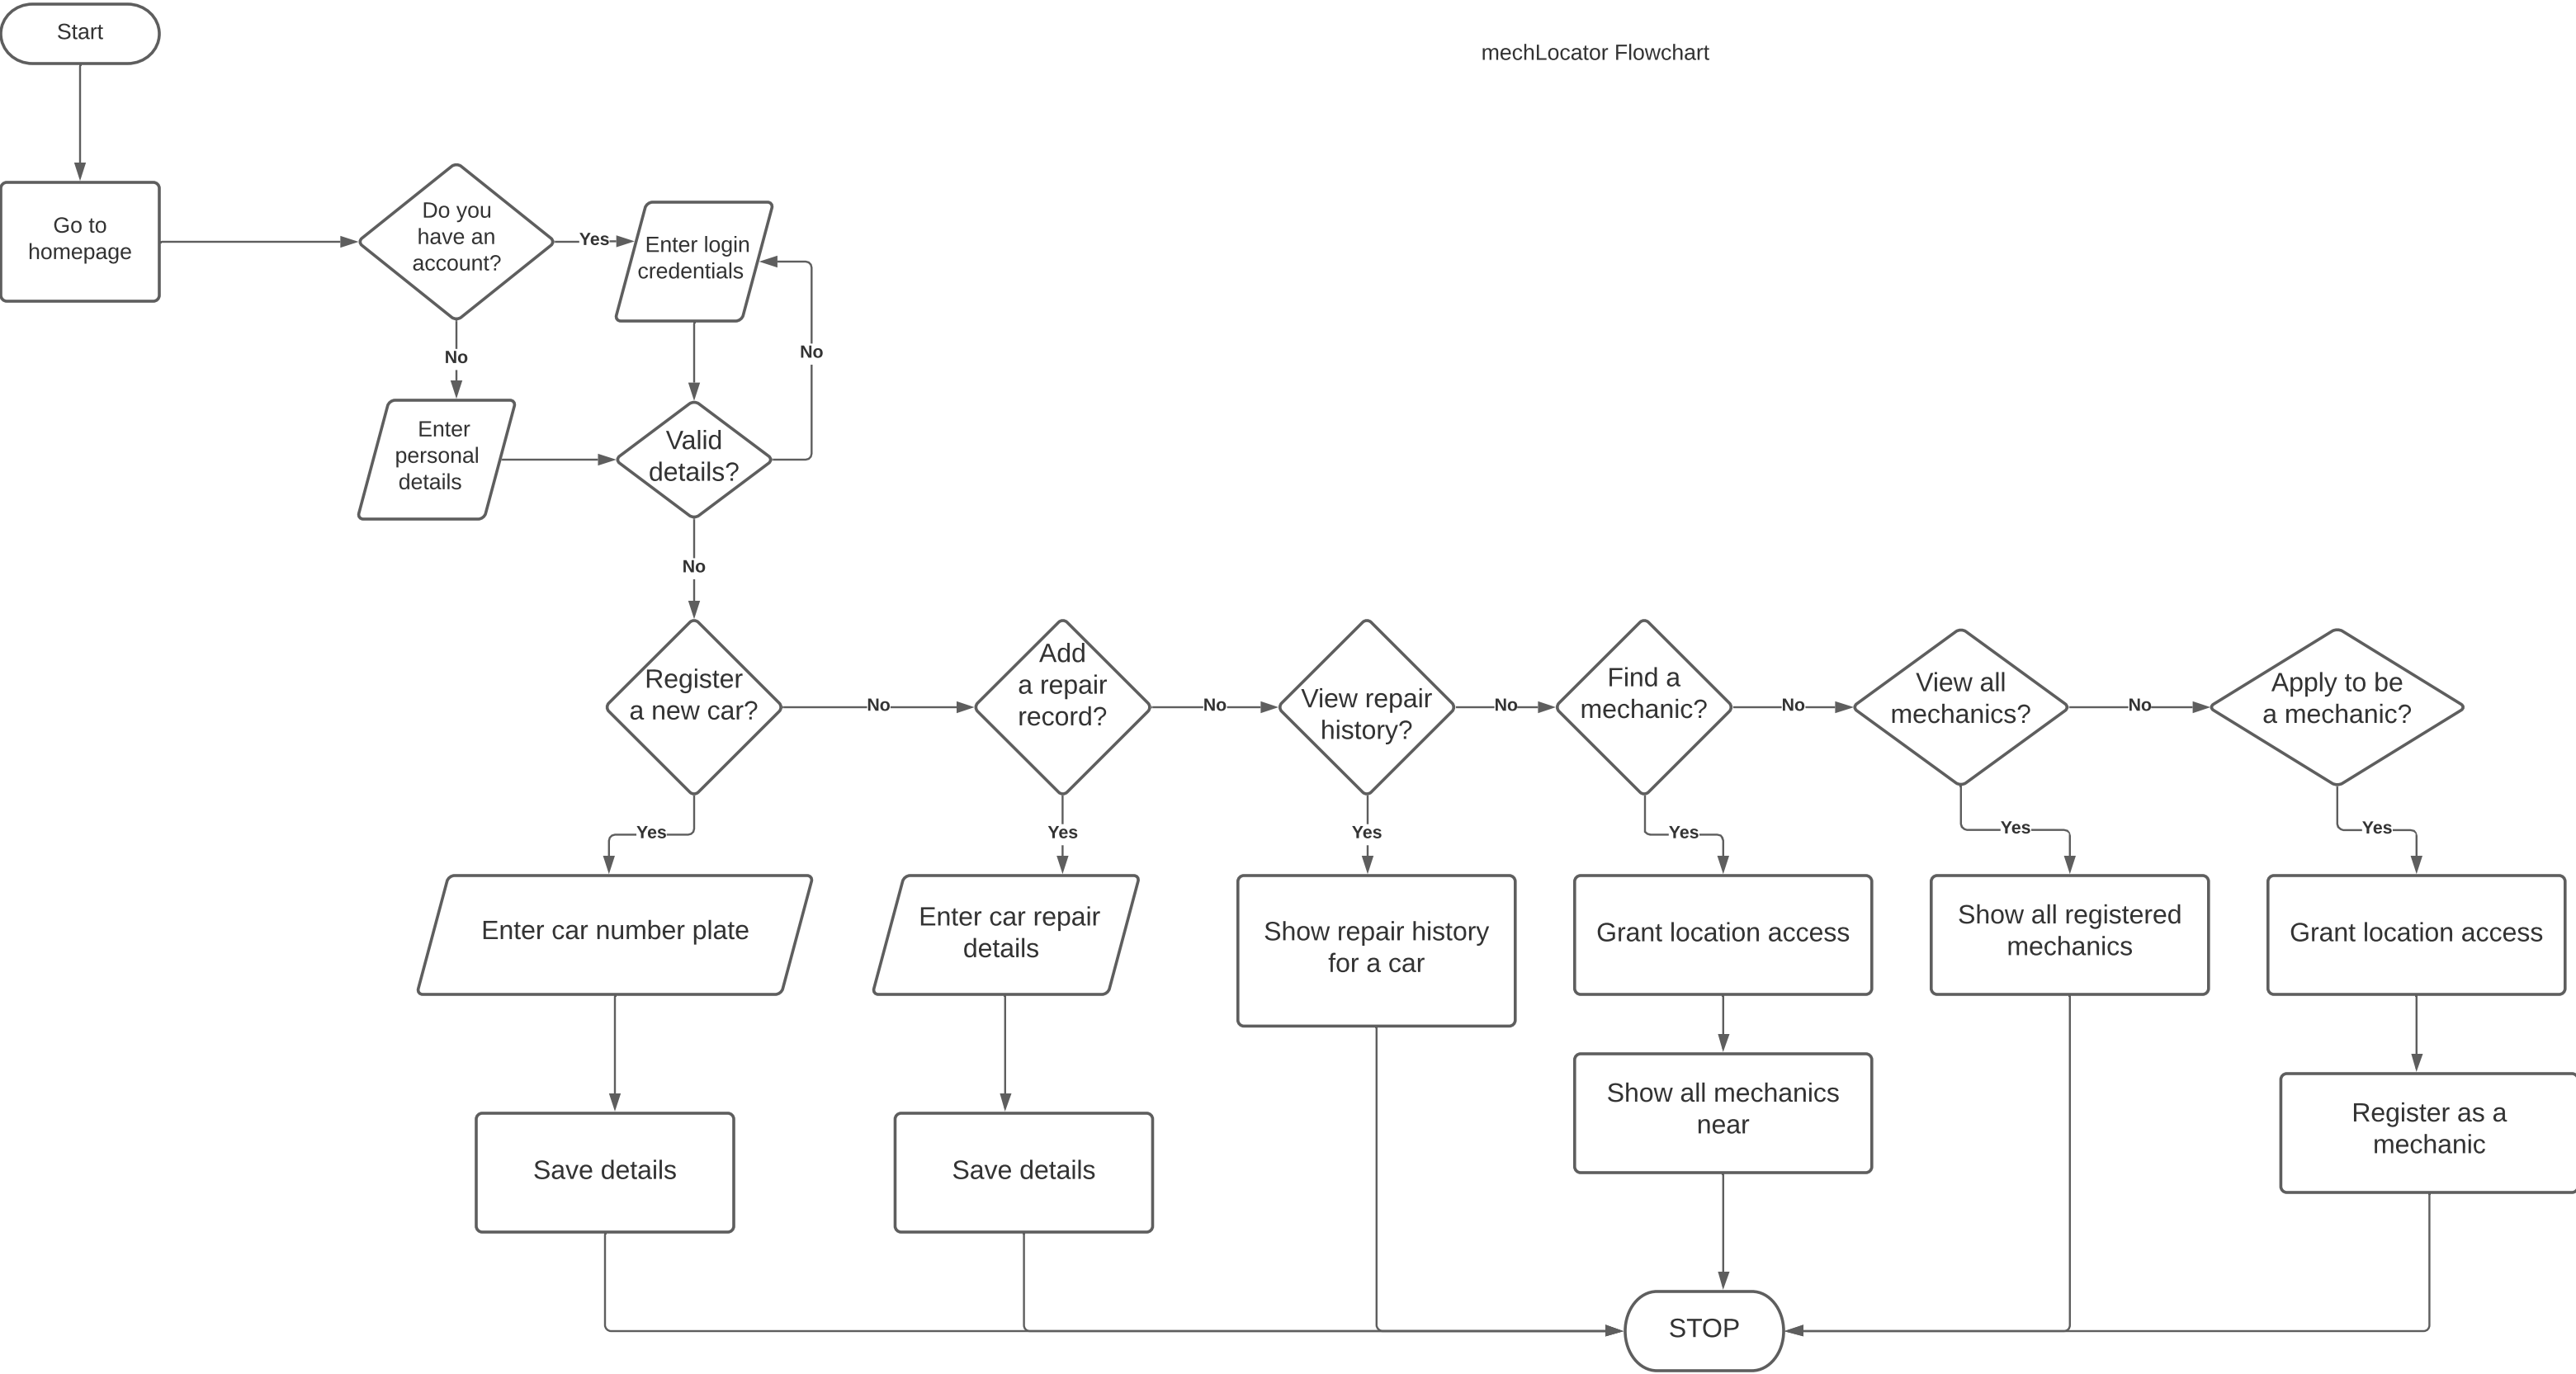 Start
mechLocator Flowchart
Go to
homepage
Do you
have an
account?
Yes
Enter login
credentials
No
No
Enter
personal
details
Valid
details?
No
Register
a new car?
No
Add
a repair
record?
No
View repair
history?
No
Find a
mechanic?
No
View all
mechanics?
No
Apply to be
a mechanic?
Yes
Yes
Yes
Yes
Yes
Yes
Enter car number plate
Enter car repair
details
Show repair history
for a car
Grant location access
Show all registered
mechanics
Grant location access
Save details
Save details
Show all mechanics
near
Register as a
mechanic
STOP